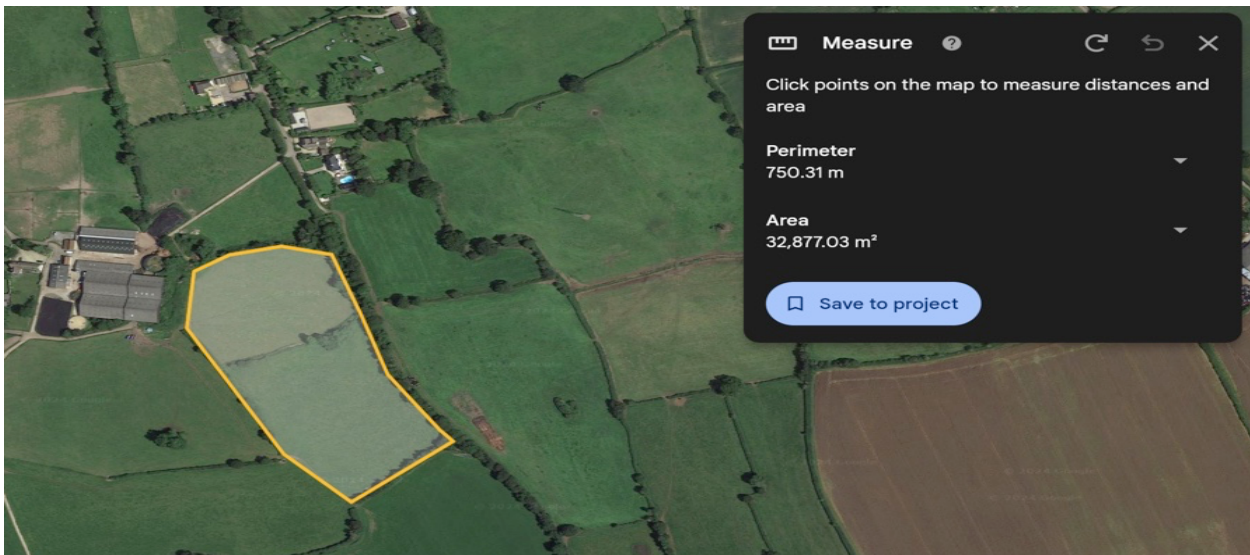 Measure
Click points on the map to measure distances and
area
Perimeter
750.31 m
Area
32,877.03 m²
Save to project